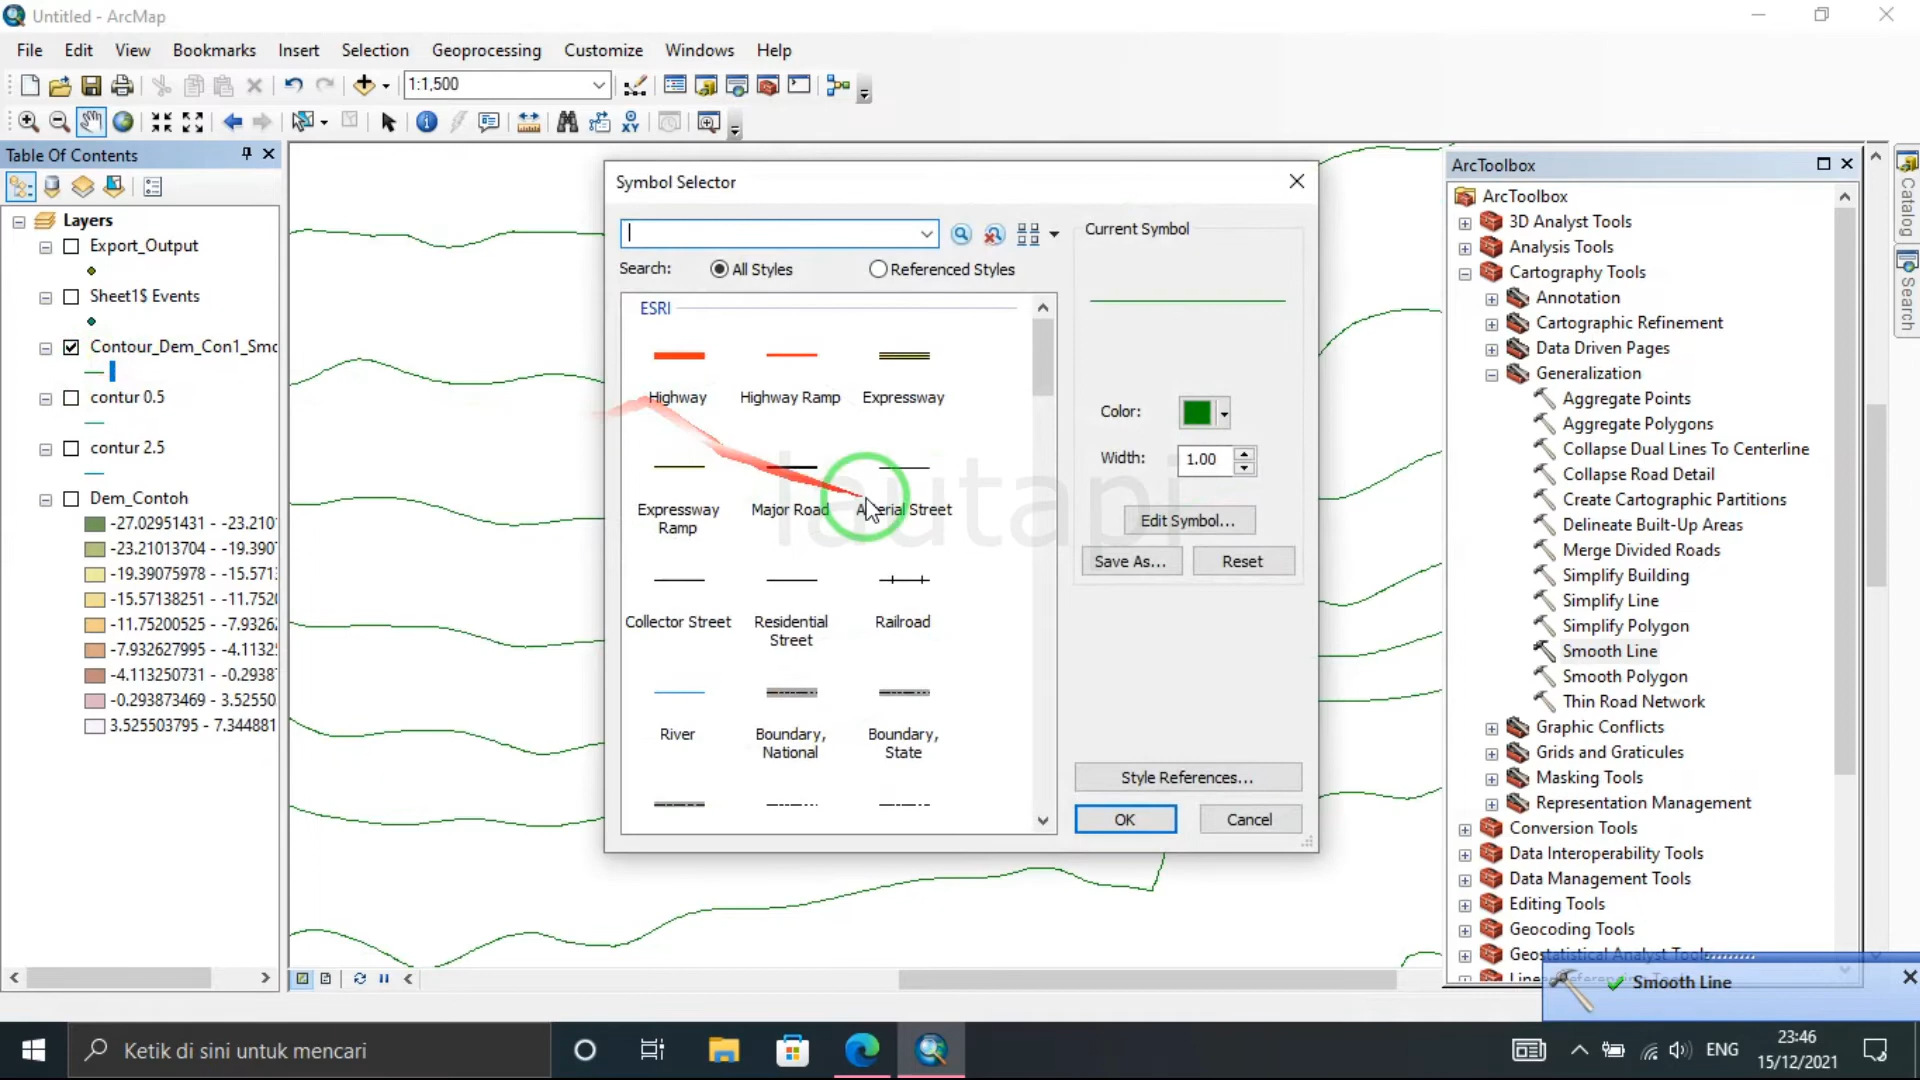 Untitled - ArcMap
File Edit View Bookmarks Insert Selection Geoprocessing Customize Windows Help
1:1,500
XY
Table Of Contents
Layers
Export_Output
Sheet1$ Events
Contour_Dem_Con1_Smo
contur 0.5
contur 2.5
Dem_Contoh
-27.02951431 - -23.210
-23.21013704 - -19.390
-19.39075978 - -15.571
-15.57138251 - -11.752
-11.75200525 - -7.9326
-7.932627995 - -4.1132
-4.113250731 - -0.2938
-0.293873469 - 3.5255
3.525503795 - 7.344881
Symbol Selector
Search: All Styles Referenced Styles
ESRI
Highway Highway Ramp Expressway
Expressway Ramp Major Road Arterial Street
Collector Street Residential Street Railroad
River Boundary, National Boundary, State
Current Symbol
Color:
Width: 1.00
Edit Symbol...
Save As... Reset
Style References...
OK Cancel
lautapi
ArcToolbox
ArcToolbox
3D Analyst Tools
Analysis Tools
Cartography Tools
Annotation
Cartographic Refinement
Data Driven Pages
Generalization
Aggregate Points
Aggregate Polygons
Collapse Dual Lines To Centerline
Collapse Road Detail
Create Cartographic Partitions
Delineate Built-Up Areas
Merge Divided Roads
Simplify Building
Simplify Line
Simplify Polygon
Smooth Line
Smooth Polygon
Thin Road Network
Graphic Conflicts
Grids and Graticules
Masking Tools
Representation Management
Conversion Tools
Data Interoperability Tools
Data Management Tools
Editing Tools
Geocoding Tools
Geostatistical Analyst Tools
Linear Referencing
Catalog
Search
Smooth Line
Ketik di sini untuk mencari
ENG
23:46
15/12/2021